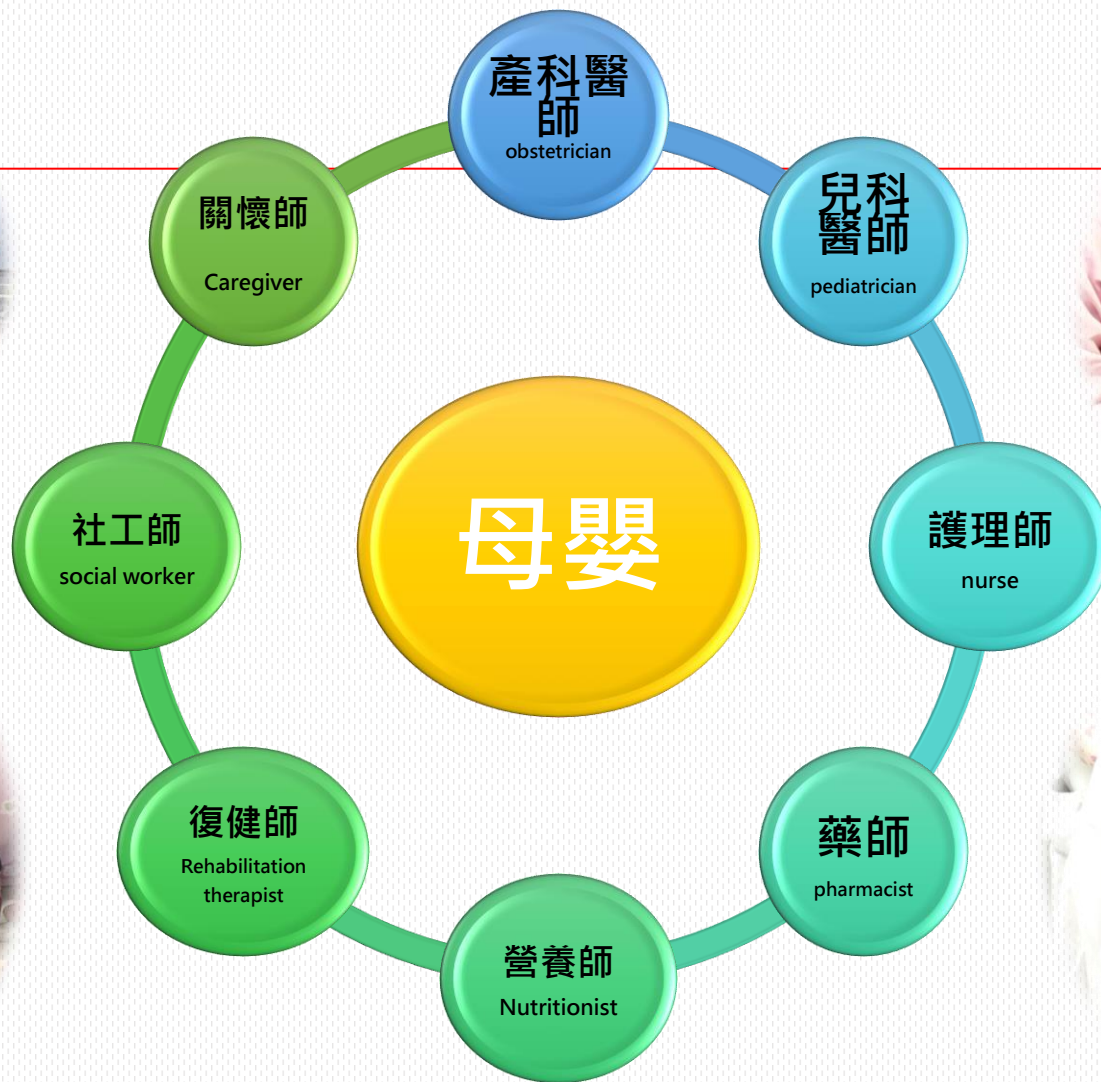 產科醫
師
obstetrician
兒科
醫師
pediatrician
護理師
nurse
藥師
pharmacist
營養師
Nutritionist
復健師
Rehabilitation
therapist
社工師
social worker
關懷師
Caregiver
母嬰